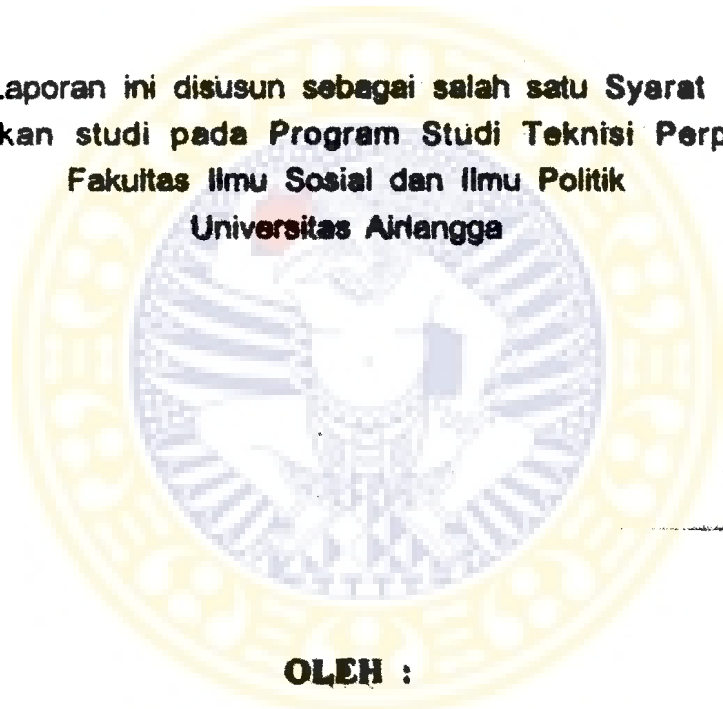 Laporan ini disusun sebagai salah satu Syarat
kan studi pada Program Studi Teknisi Perp
Fakultas Ilmu Sosial dan Ilmu Politik
Universitas Airlangga
OLEH :